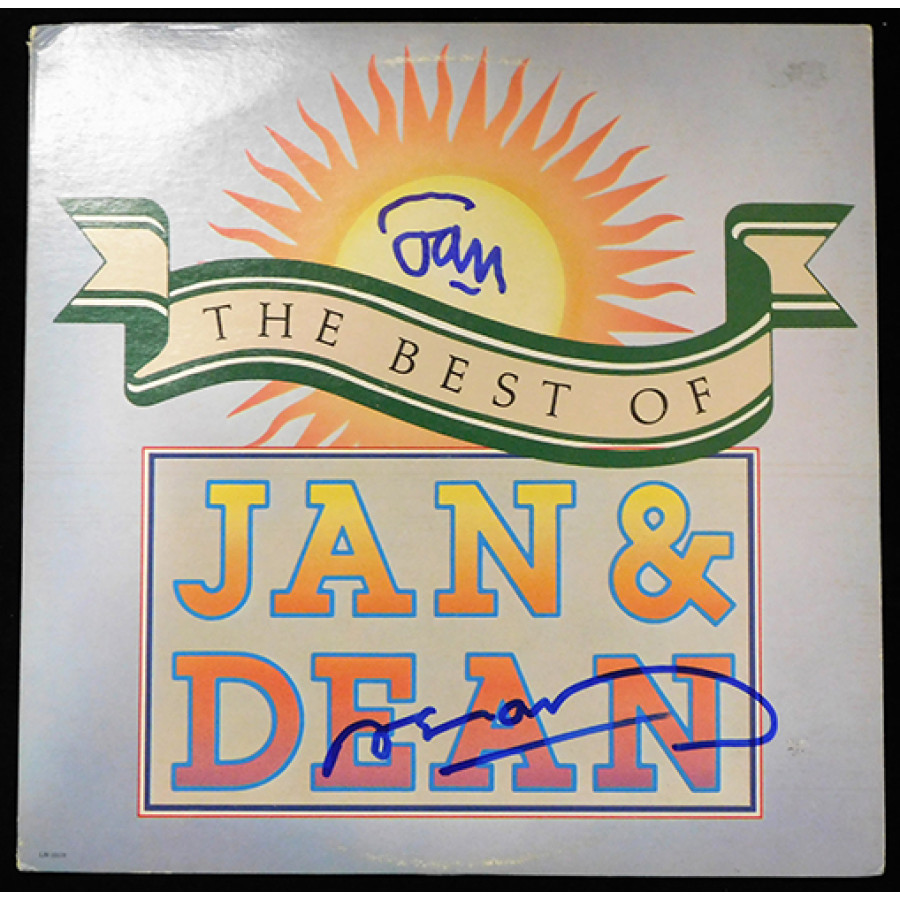 Jan
THE BEST OF
JAN &
DEAN